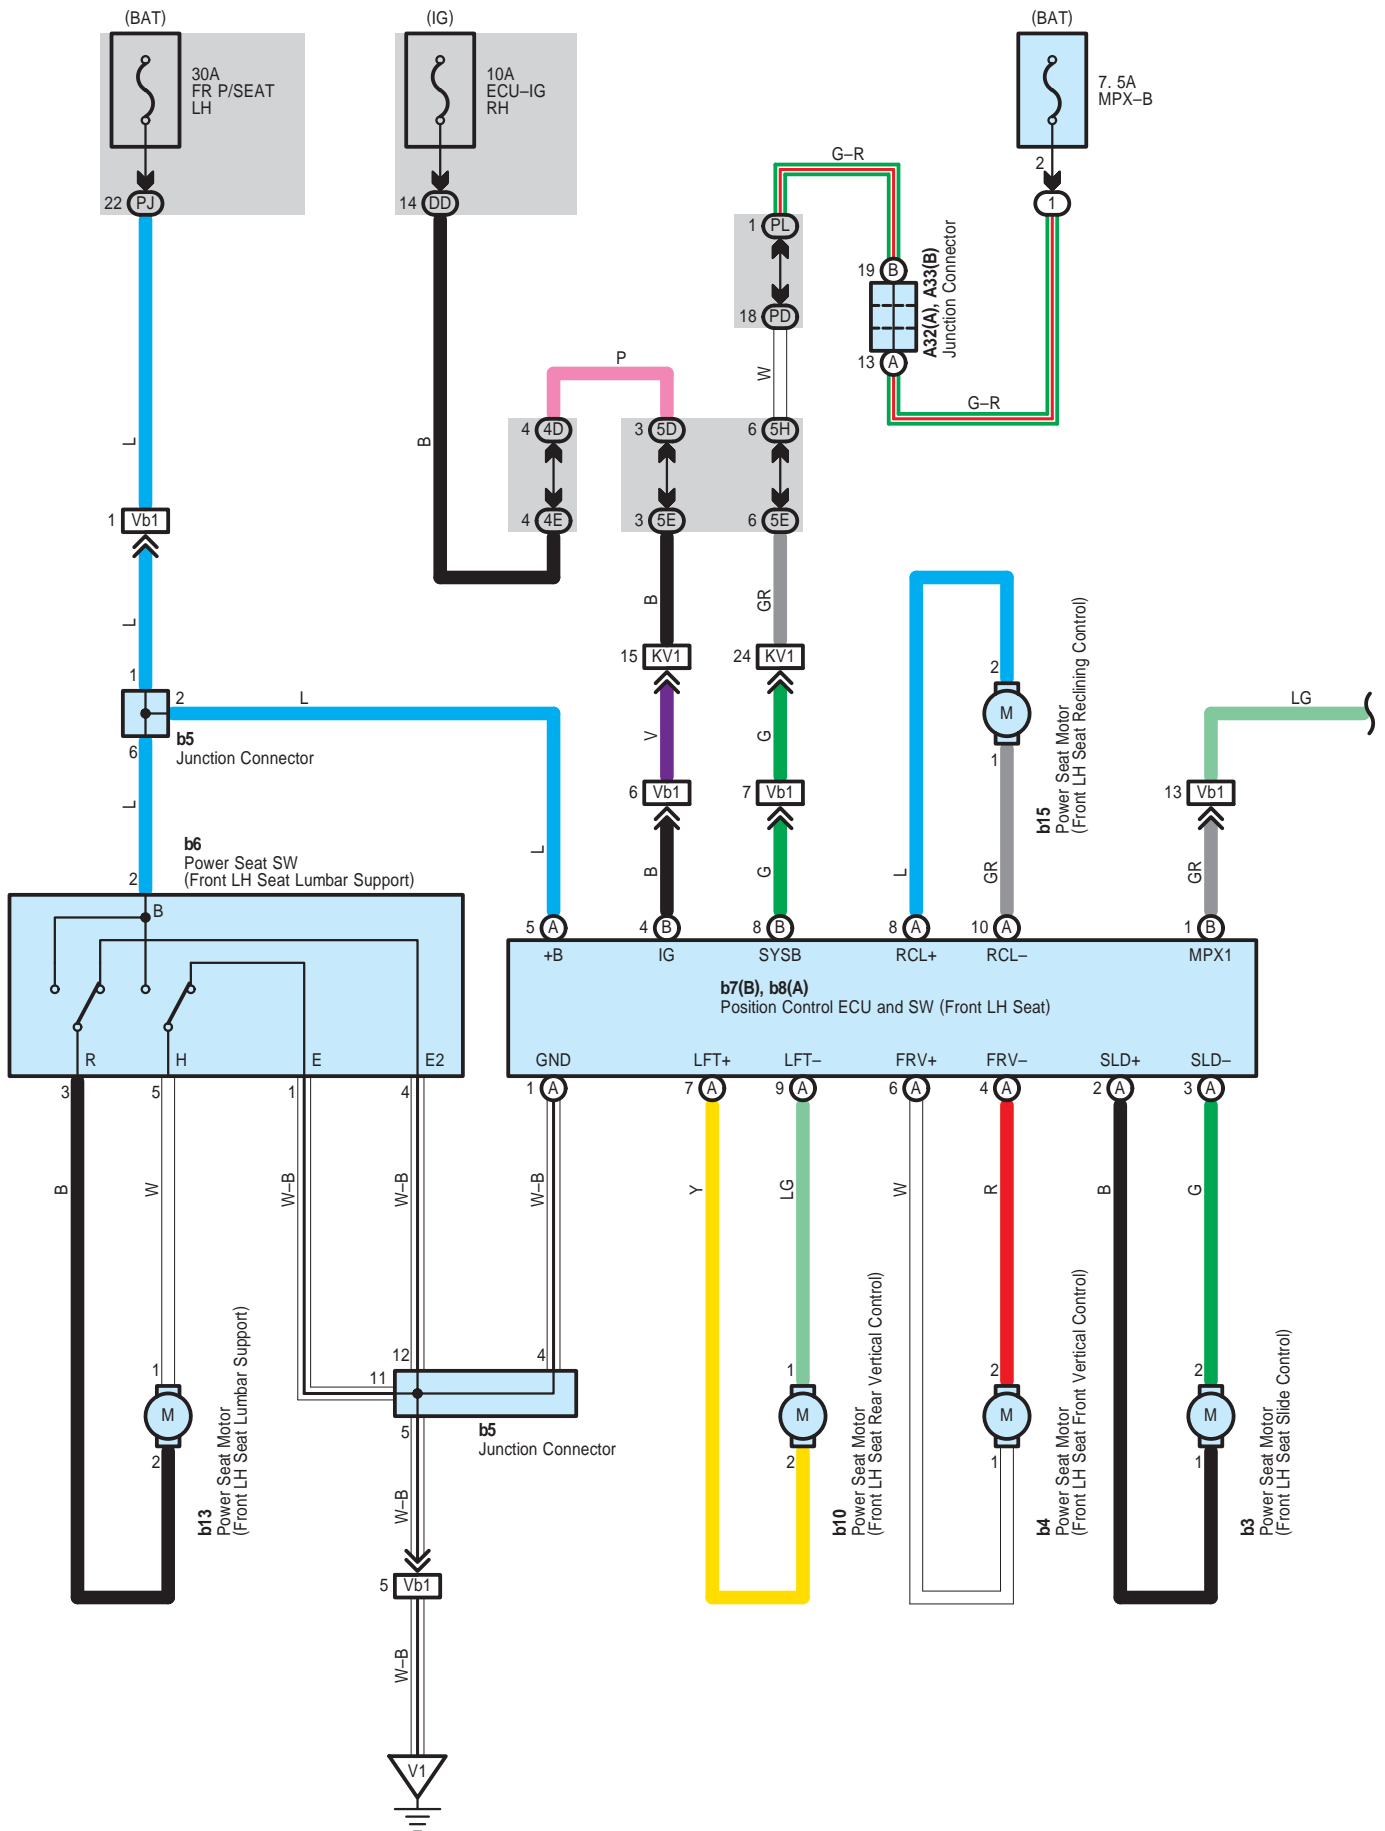 (BAT)
(IG)
(BAT)
30A
FR P/SEAT
LH
10A
ECU–IG
RH
7. 5A
MPX–B
22 PJ
14 DD
2
1
G–R
1 PL
18 PD
19 B
13 A
A32(A), A33(B)
Junction Connector
G–R
W
P
L
B
4 4D
3 5D
6 5H
4 4E
3 5E
6 5E
1 Vb1
L
B
GR
15 KV1
24 KV1
V
G
6 Vb1
7 Vb1
B
G
1
2
6
L
b5
Junction Connector
L
L
2
M
1
b15
Power Seat Motor
(Front LH Seat Reclining Control)
L
GR
LG
13 Vb1
GR
b6
Power Seat SW
(Front LH Seat Lumbar Support)
2
B
R
H
E
E2
3
5
1
4
5 A
4 B
8 B
8 A
10 A
1 B
+B
IG
SYSB
RCL+
RCL–
MPX1
b7(B), b8(A)
Position Control ECU and SW (Front LH Seat)
GND
LFT+
LFT–
FRV+
FRV–
SLD+
SLD–
1 A
7 A
9 A
6 A
4 A
2 A
3 A
B
W
W–B
W–B
W–B
Y
LG
W
R
B
G
1
M
2
b13
Power Seat Motor
(Front LH Seat Lumbar Support)
12
11
4
5
b5
Junction Connector
W–B
5 Vb1
W–B
V1
1
M
2
b10
Power Seat Motor
(Front LH Seat Rear Vertical Control)
2
M
1
b4
Power Seat Motor
(Front LH Seat Front Vertical Control)
2
M
1
b3
Power Seat Motor
(Front LH Seat Slide Control)